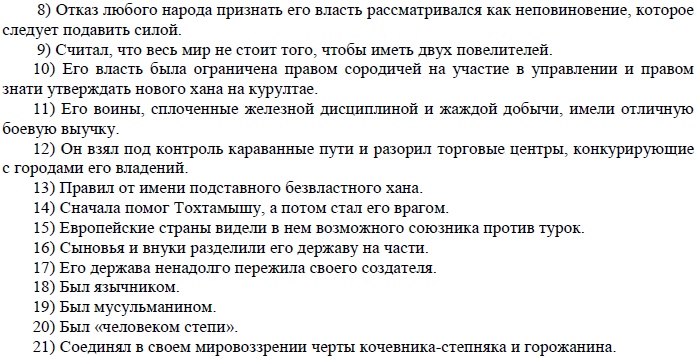 8) Отказ любого народа признать его власть рассматривался как неповиновение, которое
следует подавить силой.
9) Считал, что весь мир не стоит того, чтобы иметь двух повелителей.
10) Его власть была ограничена правом сородичей на участие в управлении и правом
знати утверждать нового хана на курултае.
11) Его воины, сплоченные железной дисциплиной и жаждой добычи, имели отличную
боевую выучку.
12) Он взял под контроль караванные пути и разорил торговые центры, конкурирующие
с городами его владений.
13) Правил от имени подставного безвластного хана.
14) Сначала помог Тохтамышу, а потом стал его врагом.
15) Европейские страны видели в нем возможного союзника против турок.
16) Сыновья и внуки разделили его державу на части.
17) Его держава ненадолго пережила своего создателя.
18) Был язычником.
19) Был мусульманином.
20) Был «человеком степи».
21) Соединял в своем мировоззрении черты кочевника-степняка и горожанина.